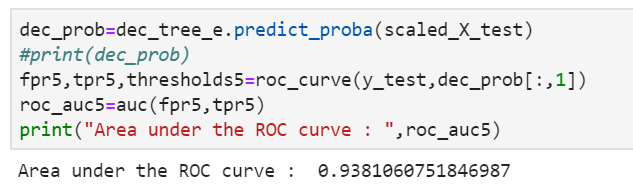 dec_prob=dec_tree_e.predict_proba(scaled_X_test)
#print(dec_prob)
fpr5,tpr5,thresholds5=roc_curve(y_test,dec_prob[:,1])
roc_auc5=auc(fpr5,tpr5)
print("Area under the ROC curve : ",roc_auc5)
Area under the ROC curve :  0.9381060751846987